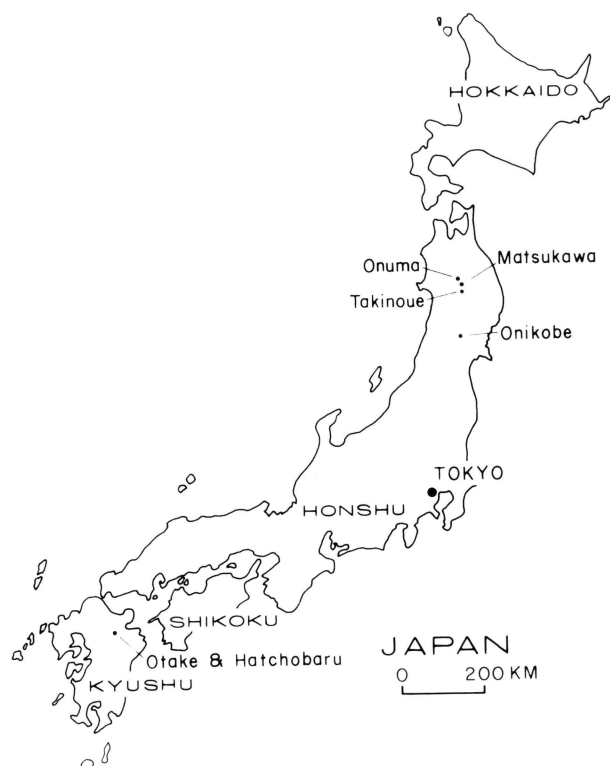 HOKKAIDO
Onuma
Matsukawa
Takinoue
Onikobe
TOKYO
HONSHU
SHIKOKU
Otake & Hatchobaru
KYUSHU
JAPAN
0 200 KM